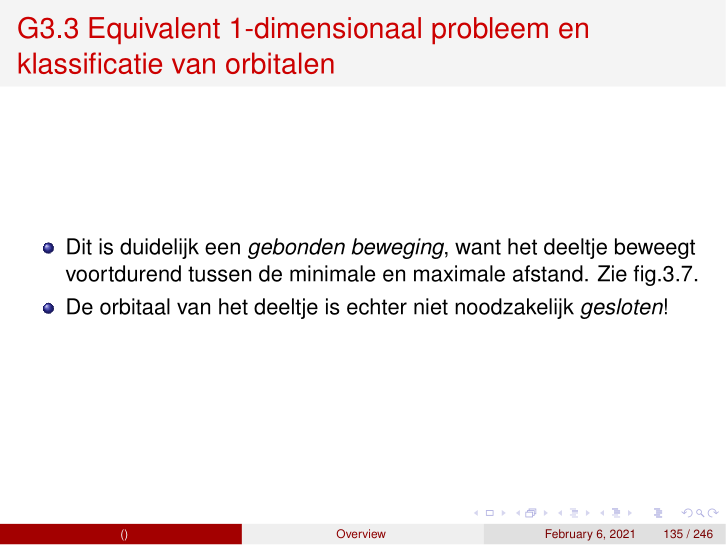 G3.3 Equivalent 1-dimensionaal probleem en
klassificatie van orbitalen
Dit is duidelijk een gebonden beweging, want het deeltje beweegt
voortdurend tussen de minimale en maximale afstand. Zie fig.3.7.
De orbitaal van het deeltje is echter niet noodzakelijk gesloten!
() Overview February 6, 2021 135 / 246